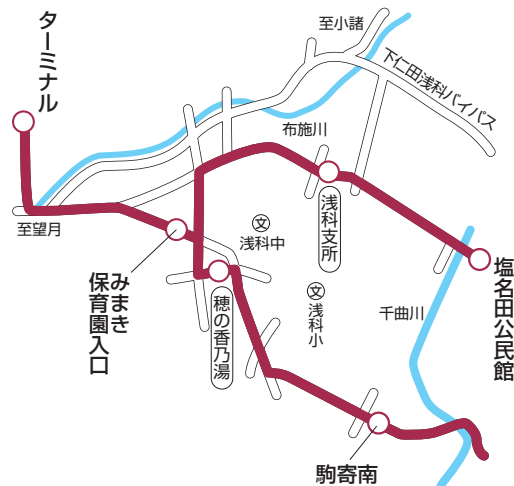 ターミナル
至小諸
下仁田浅科バイパス
布施川
至望月
文
浅科中
浅科支所
みまき
保育園入口
穂の香乃湯
文
浅科小
千曲川
塩名田公民館
駒寄南